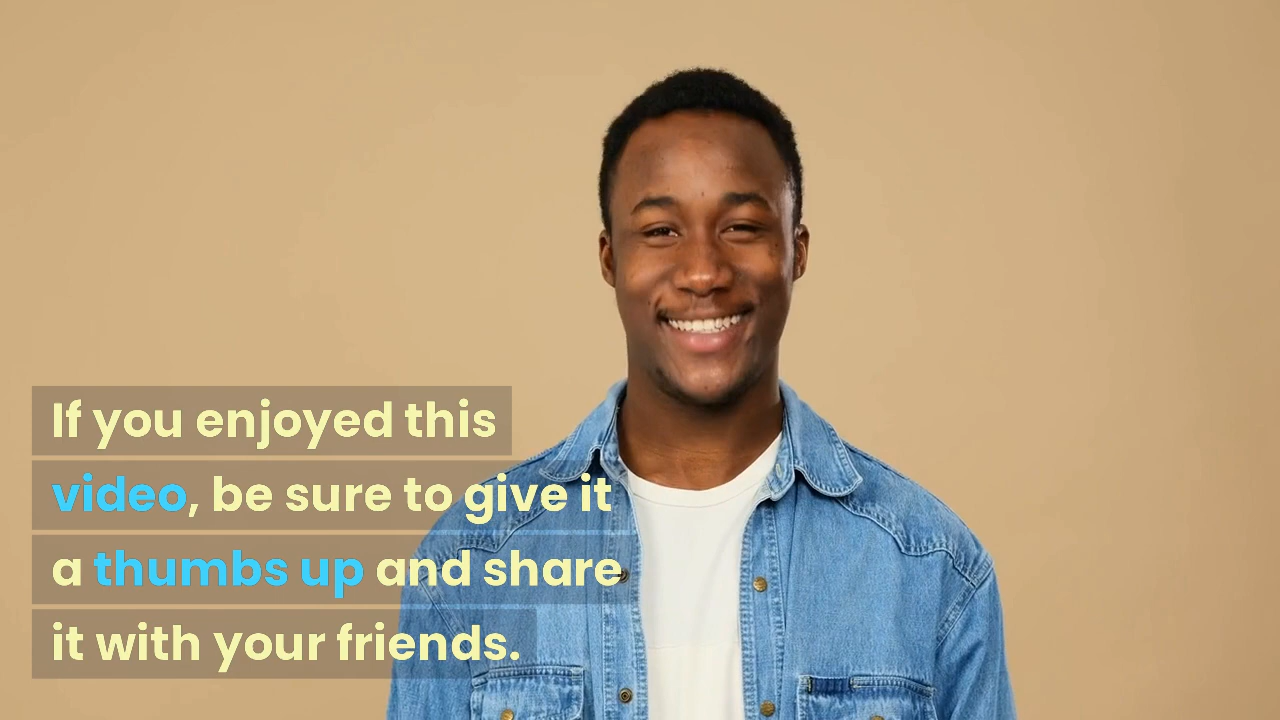 If you enjoyed this
video, be sure to give it
a thumbs up and share
it with your friends.